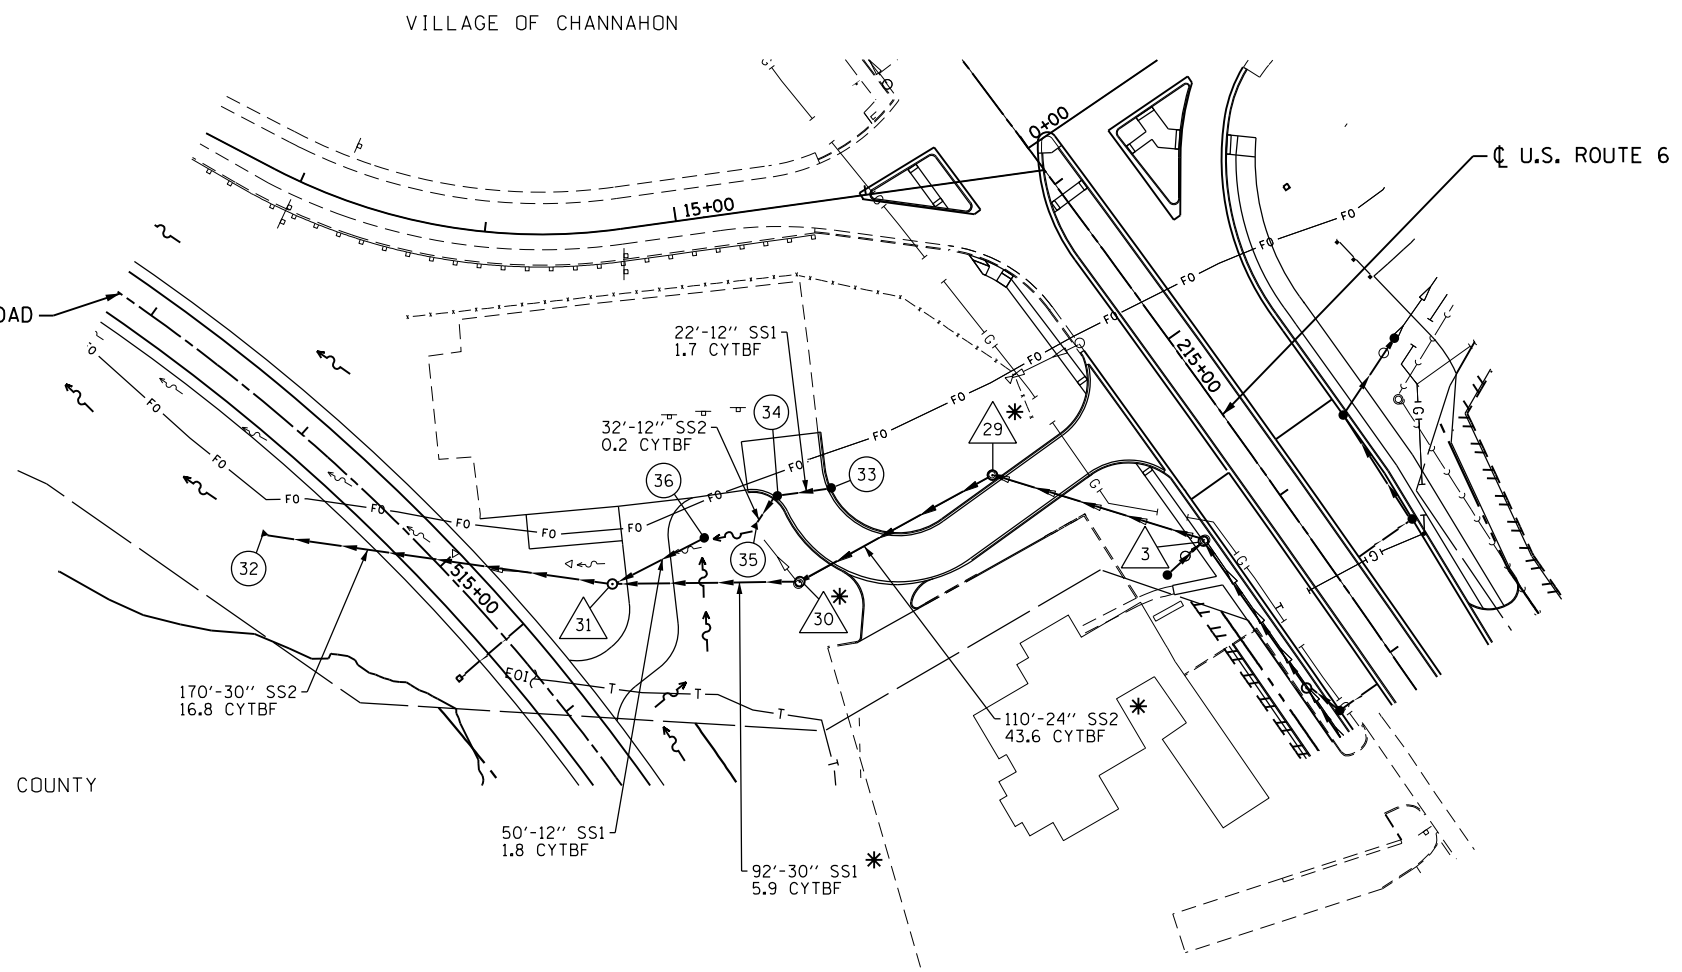 VILLAGE OF CHANNAHON
0+00
℄ U.S. ROUTE 6
15+00
FO
FO
FO
OAD
22'-12" SS1
1.7 CYTBF
G
FO
215+00
FO
FO
G
34
29
32'-12" SS2
0.2 CYTBF
FO
FO
33
36
FO
FO
FO
FO
FO
FO
G
G
35
3
32
515+00
31
30
G
EOI
T
T
T
T
170'-30" SS2
16.8 CYTBF
110'-24" SS2
43.6 CYTBF
COUNTY
50'-12" SS1
1.8 CYTBF
92'-30" SS1
5.9 CYTBF